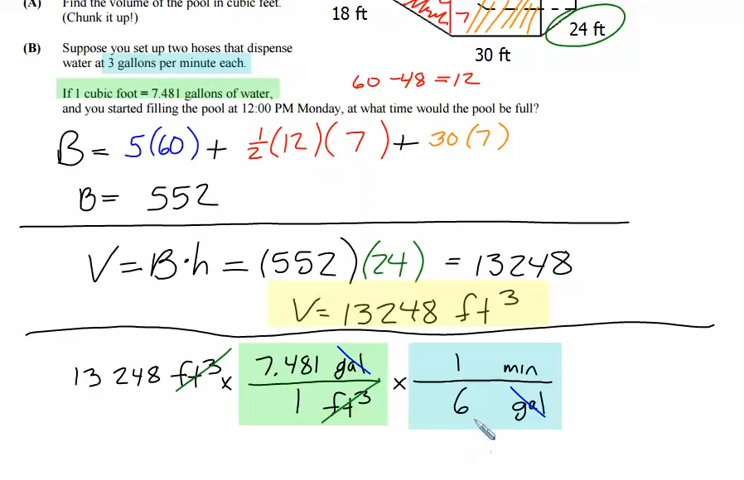 (A) Find the volume of the pool in cubic feet.
(Chunk it up!)
18 ft
7
24 ft
30 ft
(B) Suppose you set up two hoses that dispense
water at 3 gallons per minute each.
60 - 48 = 12
If 1 cubic foot = 7.481 gallons of water,
and you started filling the pool at 12:00 PM Monday, at what time would the pool be full?
B = 5(60) + 1/2(12)(7) + 30(7)
B = 552
V = B·h = (552)(24) = 13248
V = 13248 ft³
13 248 ft³ × 7.481 gal / 1 ft³ × 1 min / 6 gal